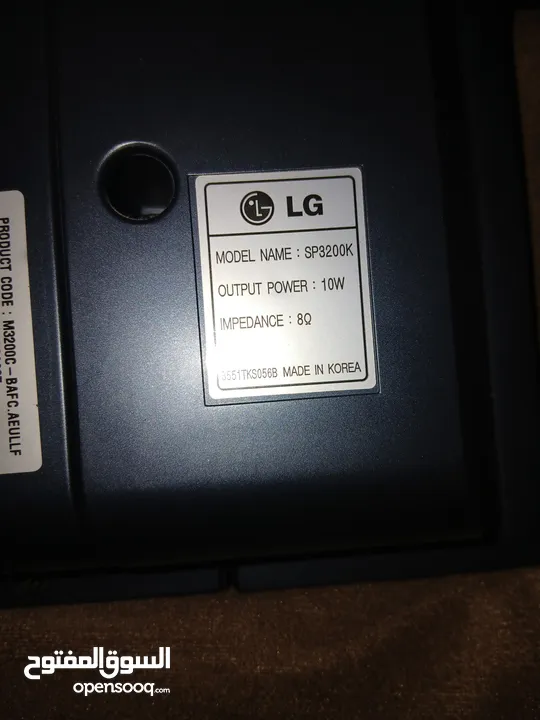 LG
MODEL NAME : SP3200K
OUTPUT POWER : 10W
IMPEDANCE : 8Ω
3551TKS056B MADE IN KOREA
PRODUCT CODE : M3200C-BAFC.AEULLF
السوق المفتوح
opensooq.com